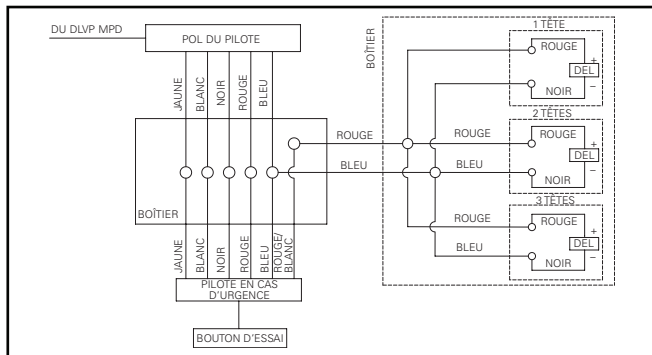 DU DLVP MPD
POL DU PILOTE
JAUNE
BLANC
NOIR
ROUGE
BLEU
BOÎTIER
JAUNE
BLANC
NOIR
ROUGE
BLEU
ROUGE/
BLANC
PILOTE EN CAS
D'URGENCE
BOUTON D'ESSAI
ROUGE
BLEU
BOÎTIER
1 TÊTE
ROUGE
+
DEL
–
NOIR
2 TÊTES
ROUGE
ROUGE
+
DEL
–
BLEU
NOIR
3 TÊTES
ROUGE
ROUGE
+
DEL
–
BLEU
NOIR